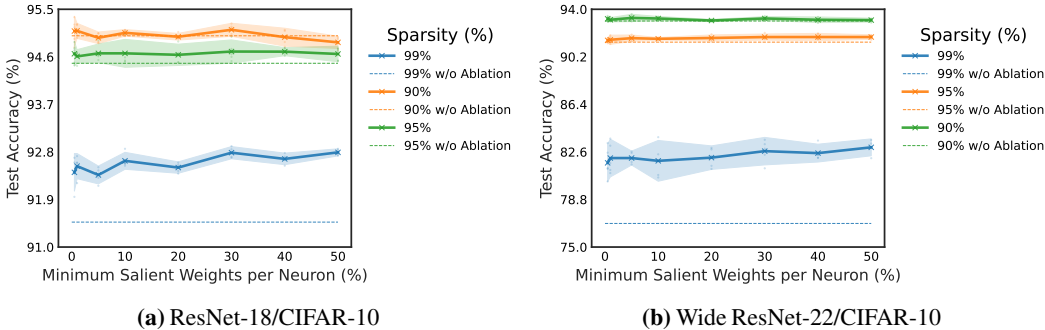 95.5
94.6
93.7
92.8
91.9
91.0
Test Accuracy (%)
0 10 20 30 40 50
Minimum Salient Weights per Neuron (%)
Sparsity (%)
99%
99% w/o Ablation
90%
90% w/o Ablation
95%
95% w/o Ablation
(a) ResNet-18/CIFAR-10
94.0
90.2
86.4
82.6
78.8
75.0
Test Accuracy (%)
0 10 20 30 40 50
Minimum Salient Weights per Neuron (%)
Sparsity (%)
99%
99% w/o Ablation
95%
95% w/o Ablation
90%
90% w/o Ablation
(b) Wide ResNet-22/CIFAR-10